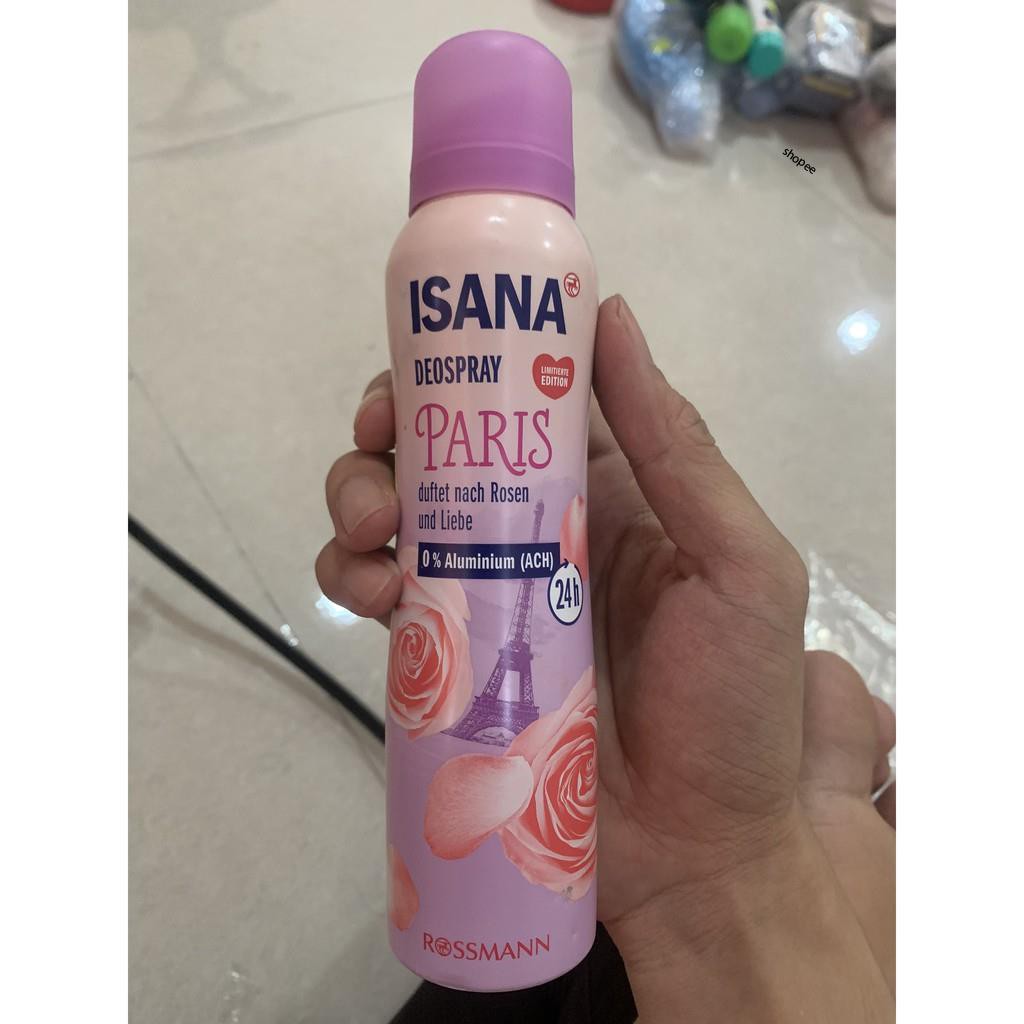 shopee
ISANA
DEOSPRAY
LIMITIERTE
EDITION
PARIS
duftet nach Rosen
und Liebe
0% Aluminium (ACH)
24h
ROSSMANN